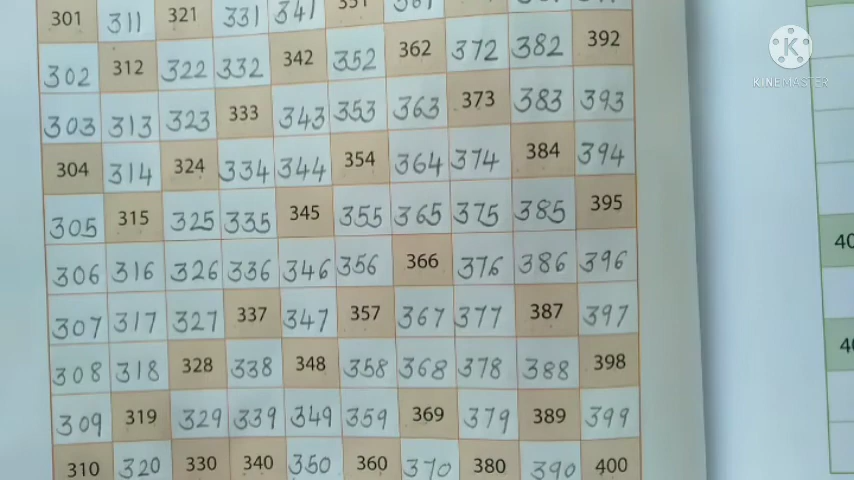 301 311 321 331 341 351
302 312 322 332 342 352 362 372 382 392
303 313 323 333 343 353 363 373 383 393
304 314 324 334 344 354 364 374 384 394
305 315 325 335 345 355 365 375 385 395
306 316 326 336 346 356 366 376 386 396
307 317 327 337 347 357 367 377 387 397
308 318 328 338 348 358 368 378 388 398
309 319 329 339 349 359 369 379 389 399
310 320 330 340 350 360 370 380 390 400
K
KINEMASTER